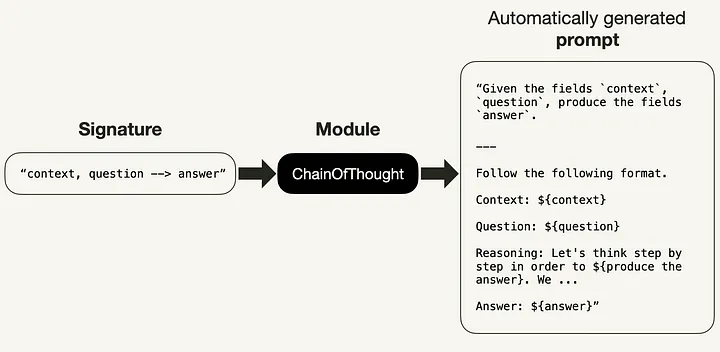 Signature
“context, question --> answer”
Module
ChainOfThought
Automatically generated
prompt
“Given the fields `context`,
`question`, produce the fields
`answer`.
---
Follow the following format.
Context: ${context}
Question: ${question}
Reasoning: Let's think step by
step in order to ${produce the
answer}. We ...
Answer: ${answer}”